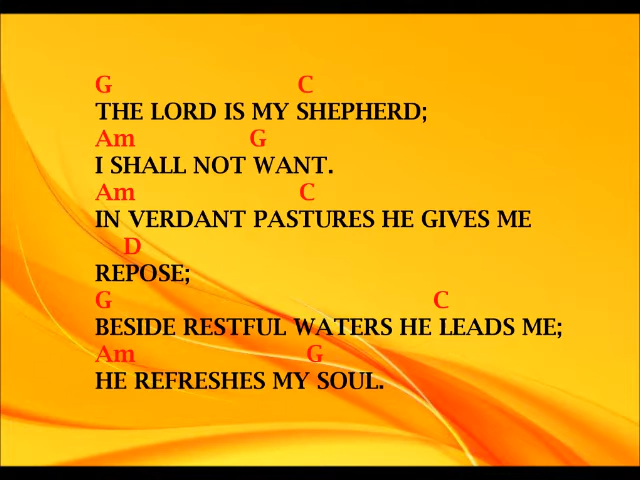 G C
THE LORD IS MY SHEPHERD;
Am G
I SHALL NOT WANT.
Am C
IN VERDANT PASTURES HE GIVES ME
D
REPOSE;
G C
BESIDE RESTFUL WATERS HE LEADS ME;
Am G
HE REFRESHES MY SOUL.